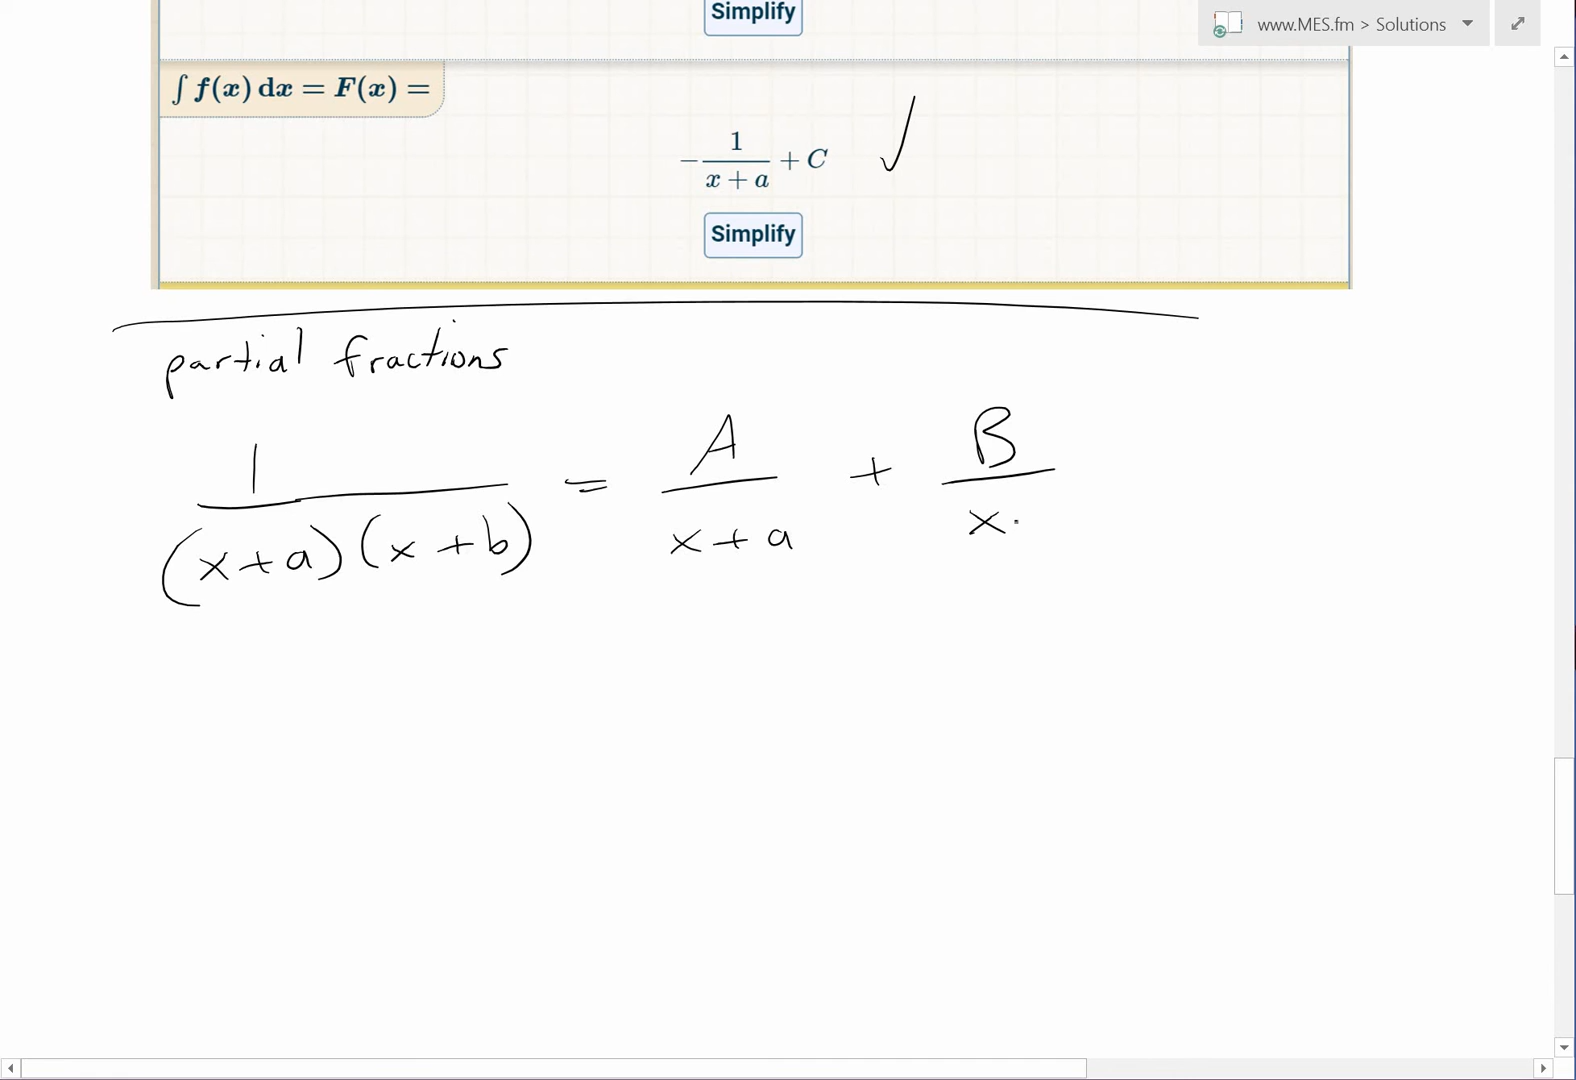 Simplify
www.MES.fm > Solutions
∫ f(x) dx = F(x) =
- 1/(x + a) + C ✓
Simplify
partial fractions
1/((x+a)(x+b)) = A/(x+a) + B/(x·